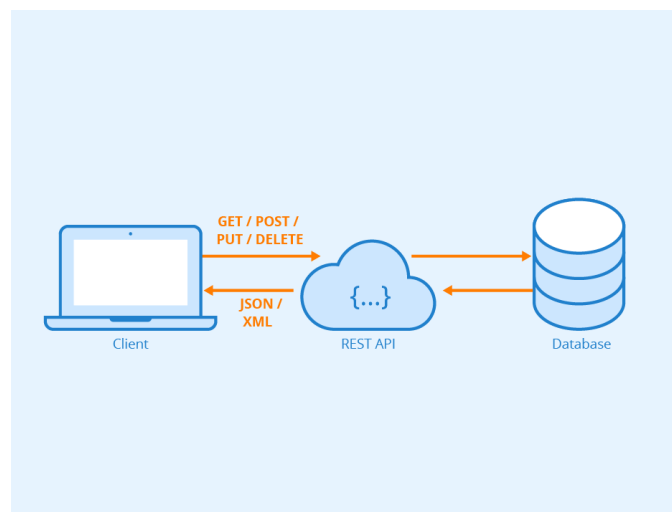 GET / POST /
PUT / DELETE
{...}
JSON /
XML
Client
REST API
Database